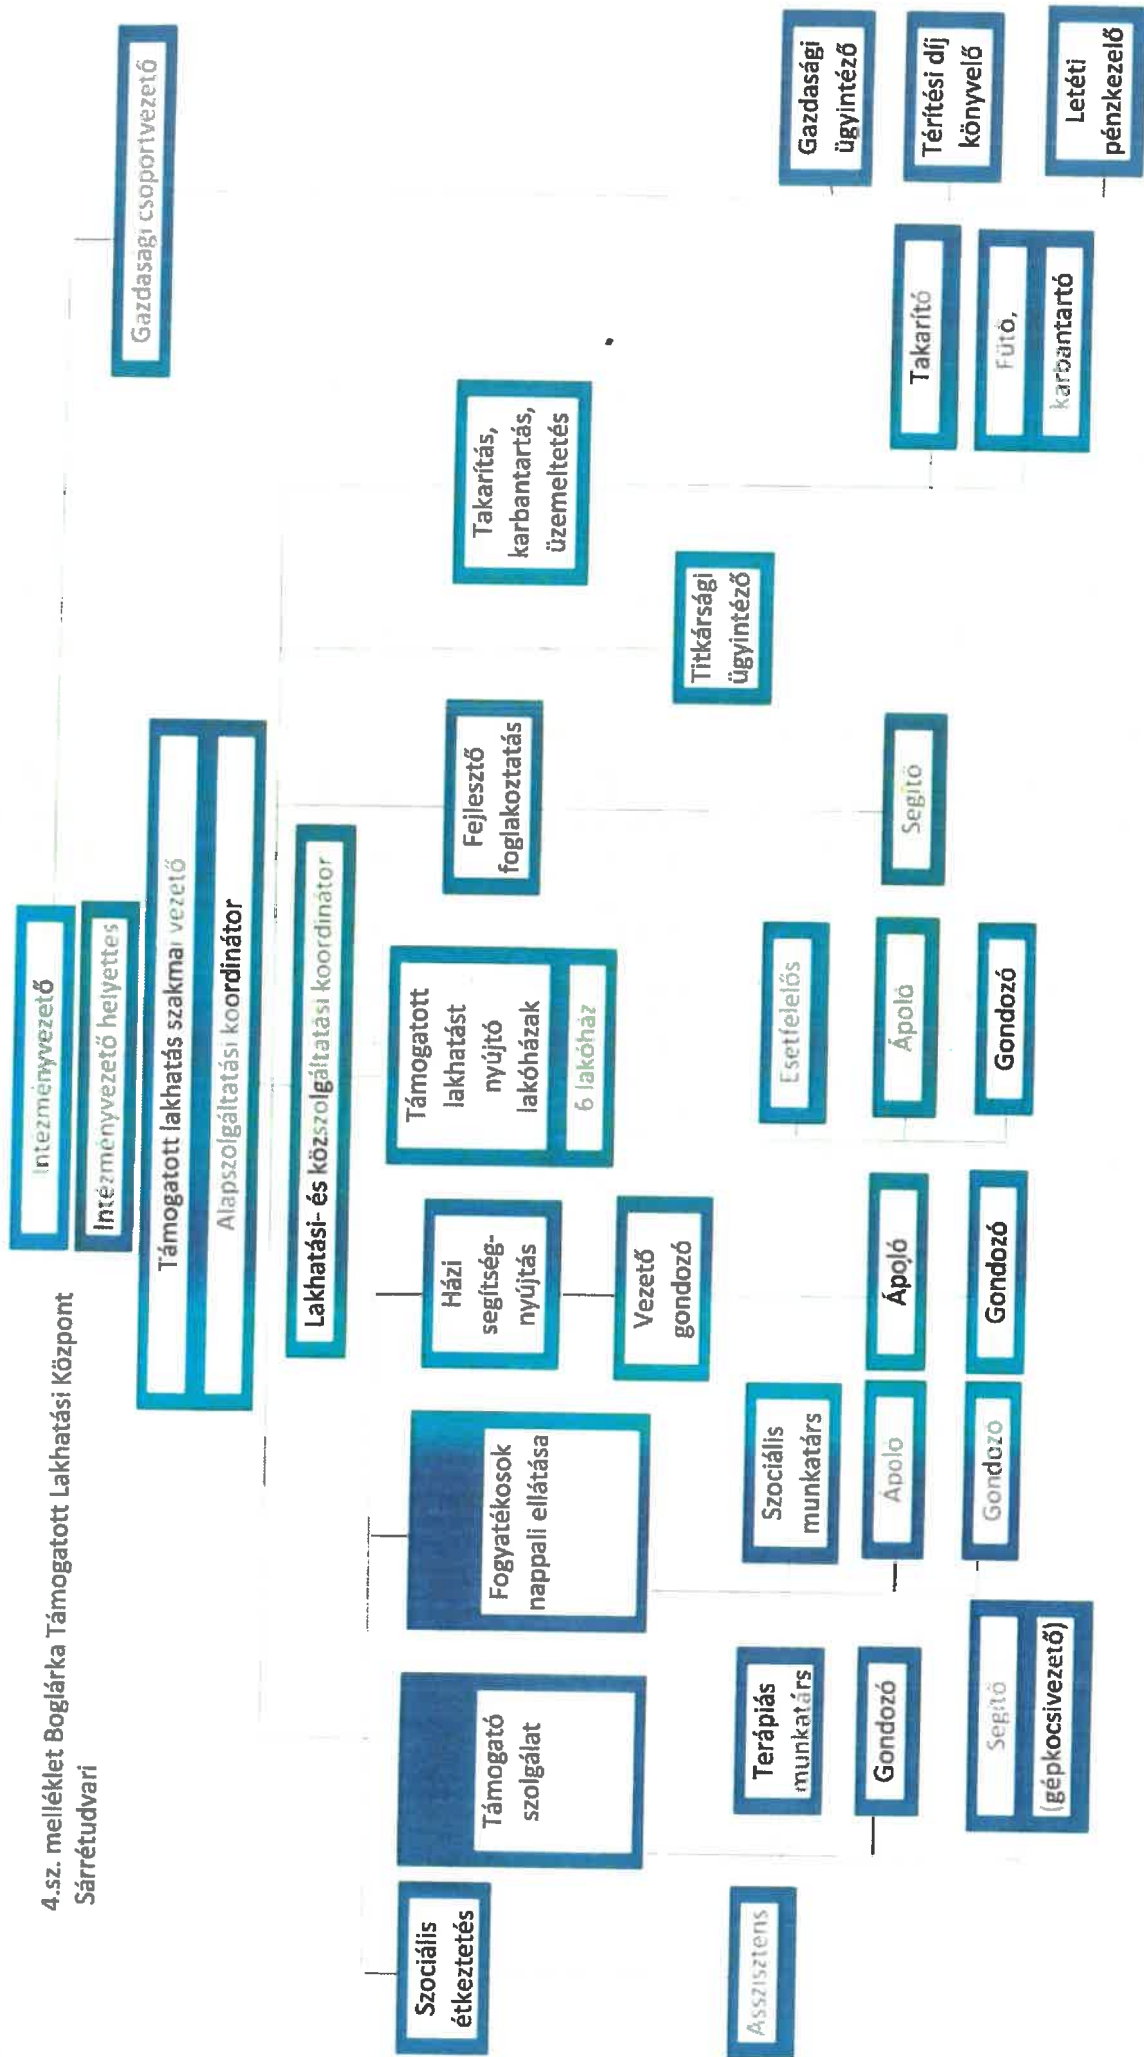 4.sz. melléklet Boglárka Támogatott Lakhatási Központ
Sárrétudvari
Intézményvezető
Intézményvezető helyettes
Támogatott lakhatás szakmai vezető
Alapszolgáltatási koordinátor
Gazdasági csoportvezető
Lakhatási- és közszolgáltatási koordinátor
Szociális
étkeztetés
Támogató
szolgálat
Fogyatékosok
nappali ellátása
Házi
segítség-
nyújtás
Támogatott
lakhatást
nyújtó
lakóházak
6 lakóház
Fejlesztő
foglakoztatás
Takarítás,
karbantartás,
üzemeltetés
Vezető
gondozó
Titkársági
ügyintéző
Asszisztens
Terápiás
munkatárs
Szociális
munkatárs
Esetfelelős
Gazdasági
ügyintéző
Gondozó
Ápoló
Ápoló
Ápoló
Segítő
Takarító
Térítési díj
könyvelő
Segítő
(gépkocsivezető)
Gondozó
Gondozó
Gondozó
Fűtő,
karbantartó
Letéti
pénzkezelő